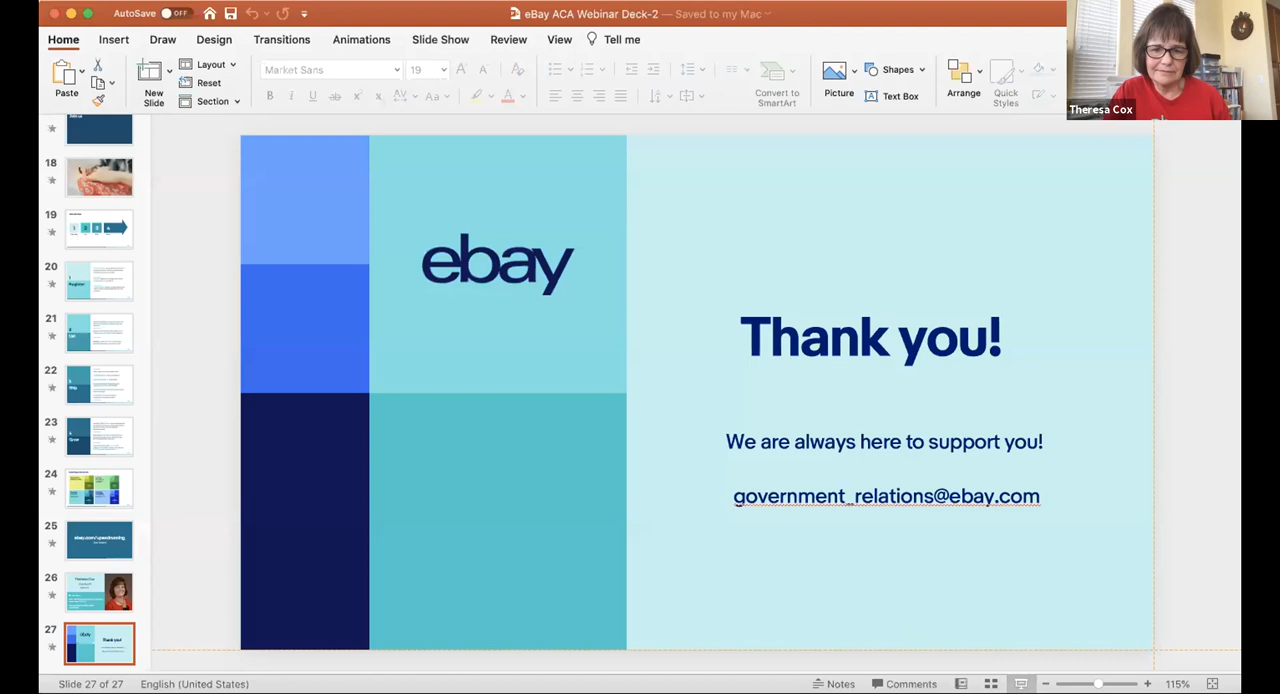 AutoSave OFF eBay ACA Webinar Deck-2 — Saved to my Mac
Home Insert Draw Design Transitions Animations Slide Show Review View Tell me
Paste
New Slide
Layout
Reset
Section
Market Sans 19
B I U ab
Convert to SmartArt
Picture
Shapes
Text Box
Arrange
Quick Styles
Theresa Cox
18
19
20
21
22
23
24
25
26
27
ebay
Thank you!
We are always here to support you!
government_relations@ebay.com
Slide 27 of 27 English (United States) Notes Comments 115%